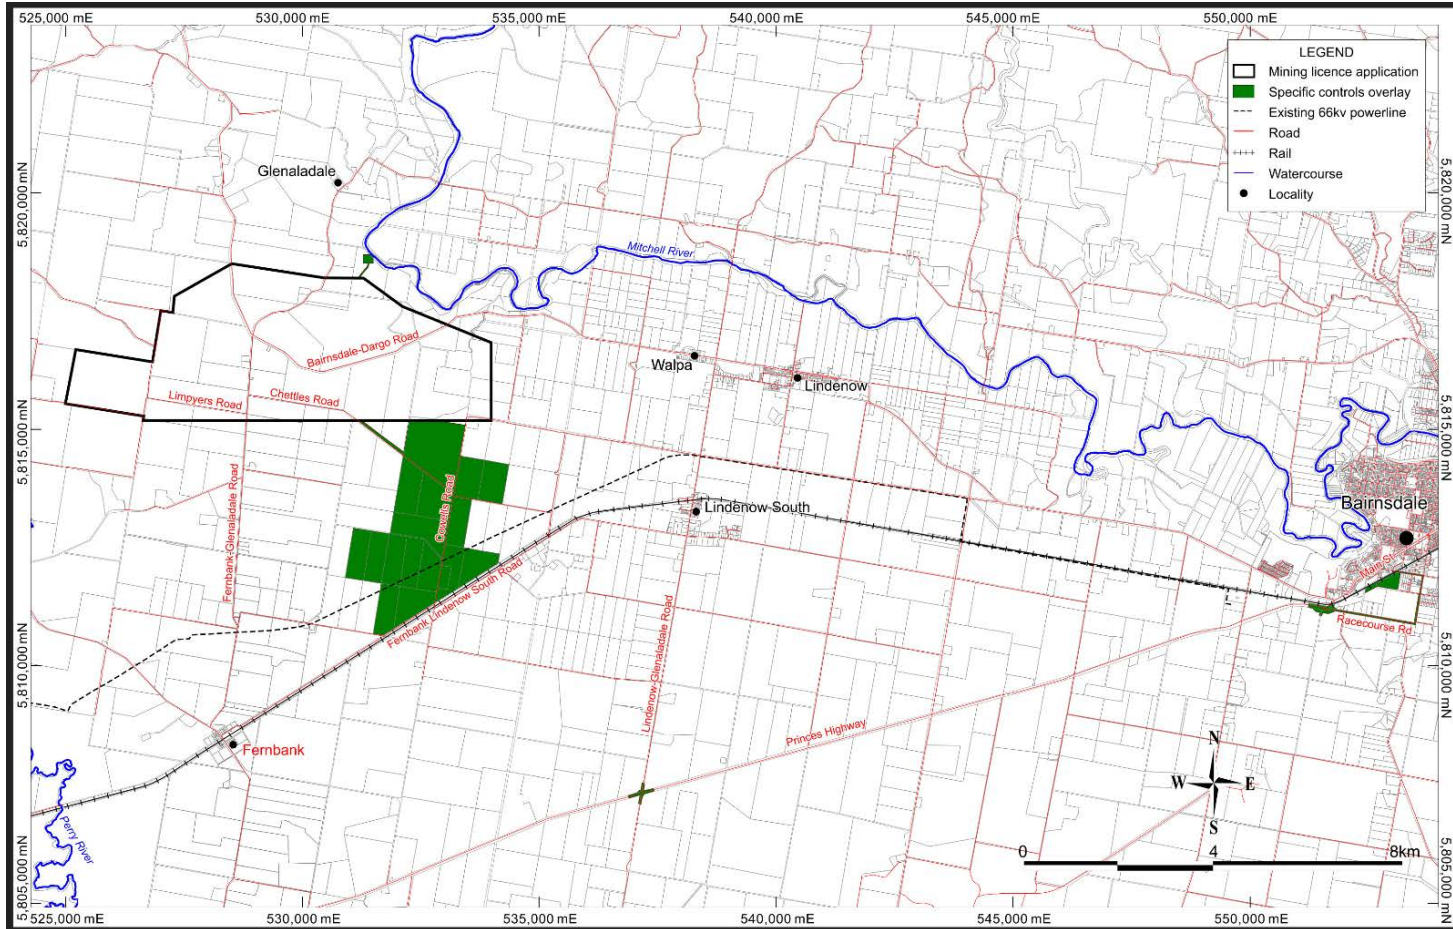 525,000 mE
530,000 mE
535,000 mE
540,000 mE
545,000 mE
550,000 mE
LEGEND
Mining licence application
Specific controls overlay
Existing 66kv powerline
Road
Rail
Watercourse
Locality
Glenaladale
5,820,000 mN
5,820,000 mN
Mitchell River
Bairnsdale-Dargo Road
Walpa
Lindenow
Chettles Road
Limpyers Road
5,815,000 mN
5,815,000 mN
Fernbank-Glenaladale Road
Cowells Road
Lindenow South
Bairnsdale
Main St
Fernbank Lindenow South Road
Racecourse Rd
Lindenow-Glenaladale Road
5,810,000 mN
5,810,000 mN
Princes Highway
Fernbank
N
W
E
S
Perry River
0
4
8km
5,805,000 mN
5,805,000 mN
525,000 mE
530,000 mE
535,000 mE
540,000 mE
545,000 mE
550,000 mE